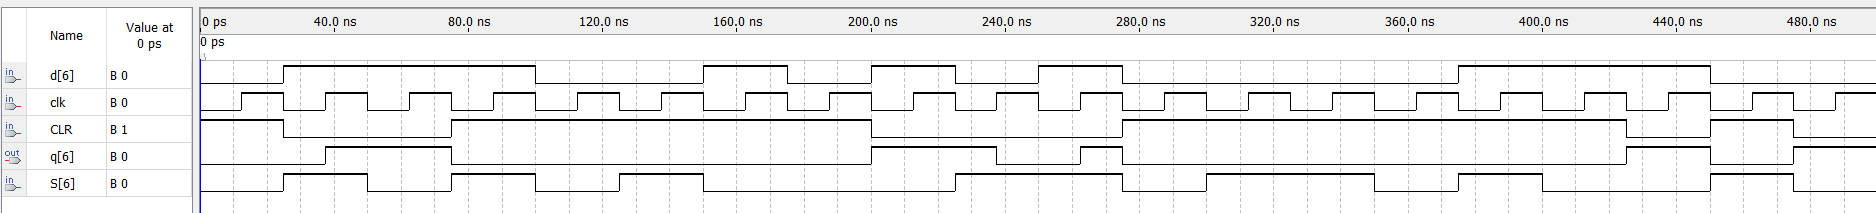 Name
Value at
0 ps
0 ps 40.0 ns 80.0 ns 120.0 ns 160.0 ns 200.0 ns 240.0 ns 280.0 ns 320.0 ns 360.0 ns 400.0 ns 440.0 ns 480.0 ns
0 ps
in d[6] B 0
in clk B 0
in CLR B 1
out q[6] B 0
in S[6] B 0